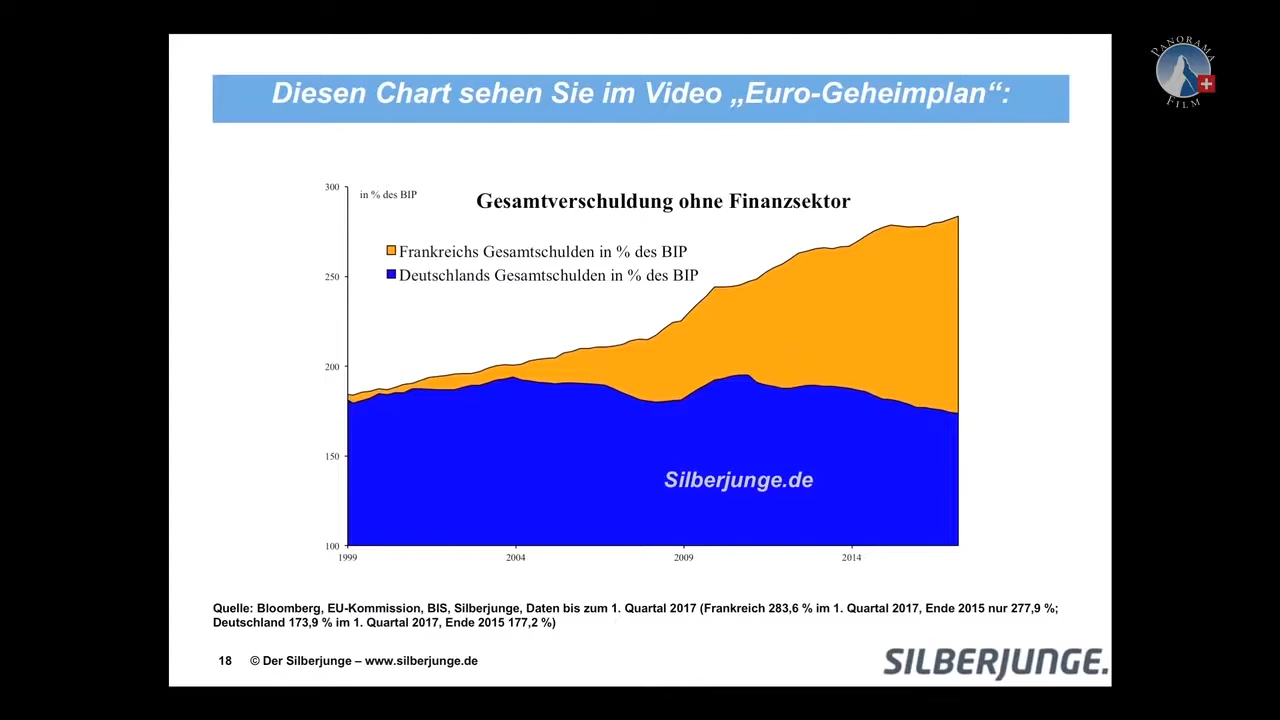 PANORAMA
FILM
Diesen Chart sehen Sie im Video „Euro-Geheimplan“:
300
in % des BIP
Gesamtverschuldung ohne Finanzsektor
Frankreichs Gesamtschulden in % des BIP
250
Deutschlands Gesamtschulden in % des BIP
200
150
Silberjunge.de
100
1999 2004 2009 2014
Quelle: Bloomberg, EU-Kommission, BIS, Silberjunge, Daten bis zum 1. Quartal 2017 (Frankreich 283,6 % im 1. Quartal 2017, Ende 2015 nur 277,9 %;
Deutschland 173,9 % im 1. Quartal 2017, Ende 2015 177,2 %)
18 © Der Silberjunge – www.silberjunge.de
SILBERJUNGE.